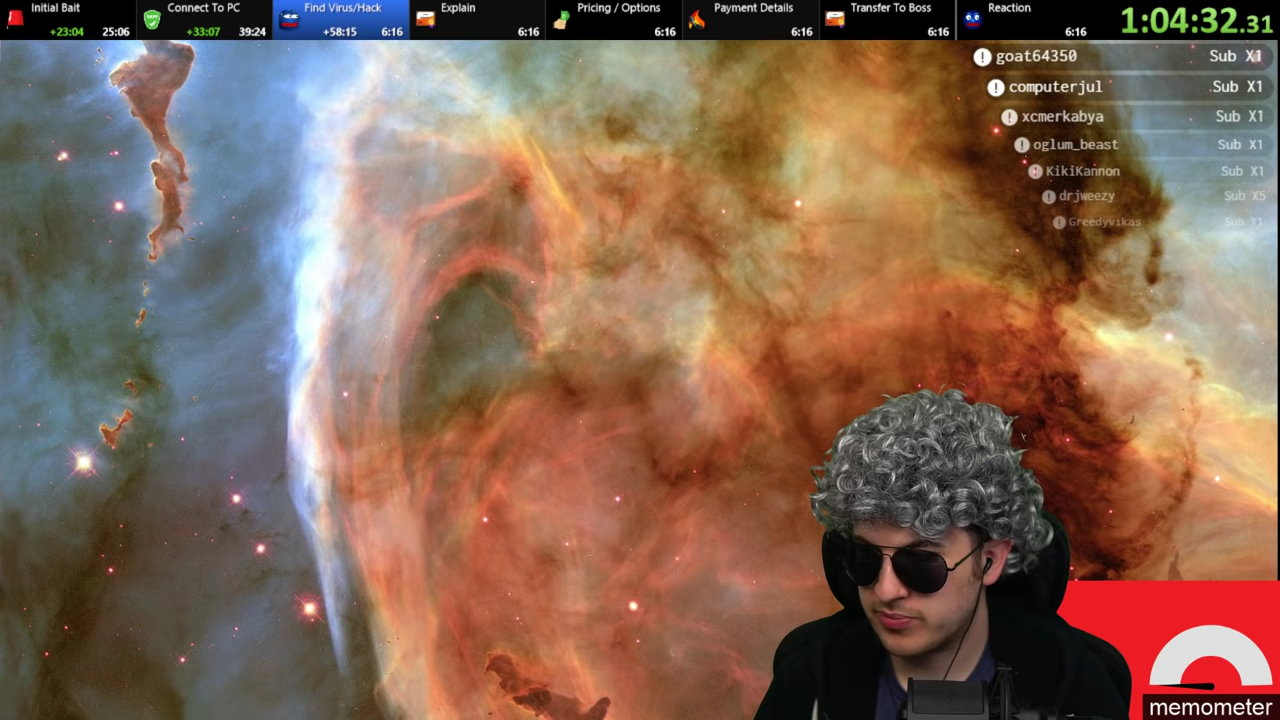 Initial Bait
+23:04 25:06
Connect To PC
+33:07 39:24
Find Virus/Hack
+58:15 6:16
Explain
6:16
Pricing / Options
6:16
Payment Details
6:16
Transfer To Boss
6:16
Reaction
6:16
1:04:32.31
goat64350 Sub X1
computerjul Sub X1
xcmerkabya Sub X1
oglum_beast Sub X1
KikiKannon Sub X1
drjweezy Sub X5
Greedyvikas Sub X1
memometer